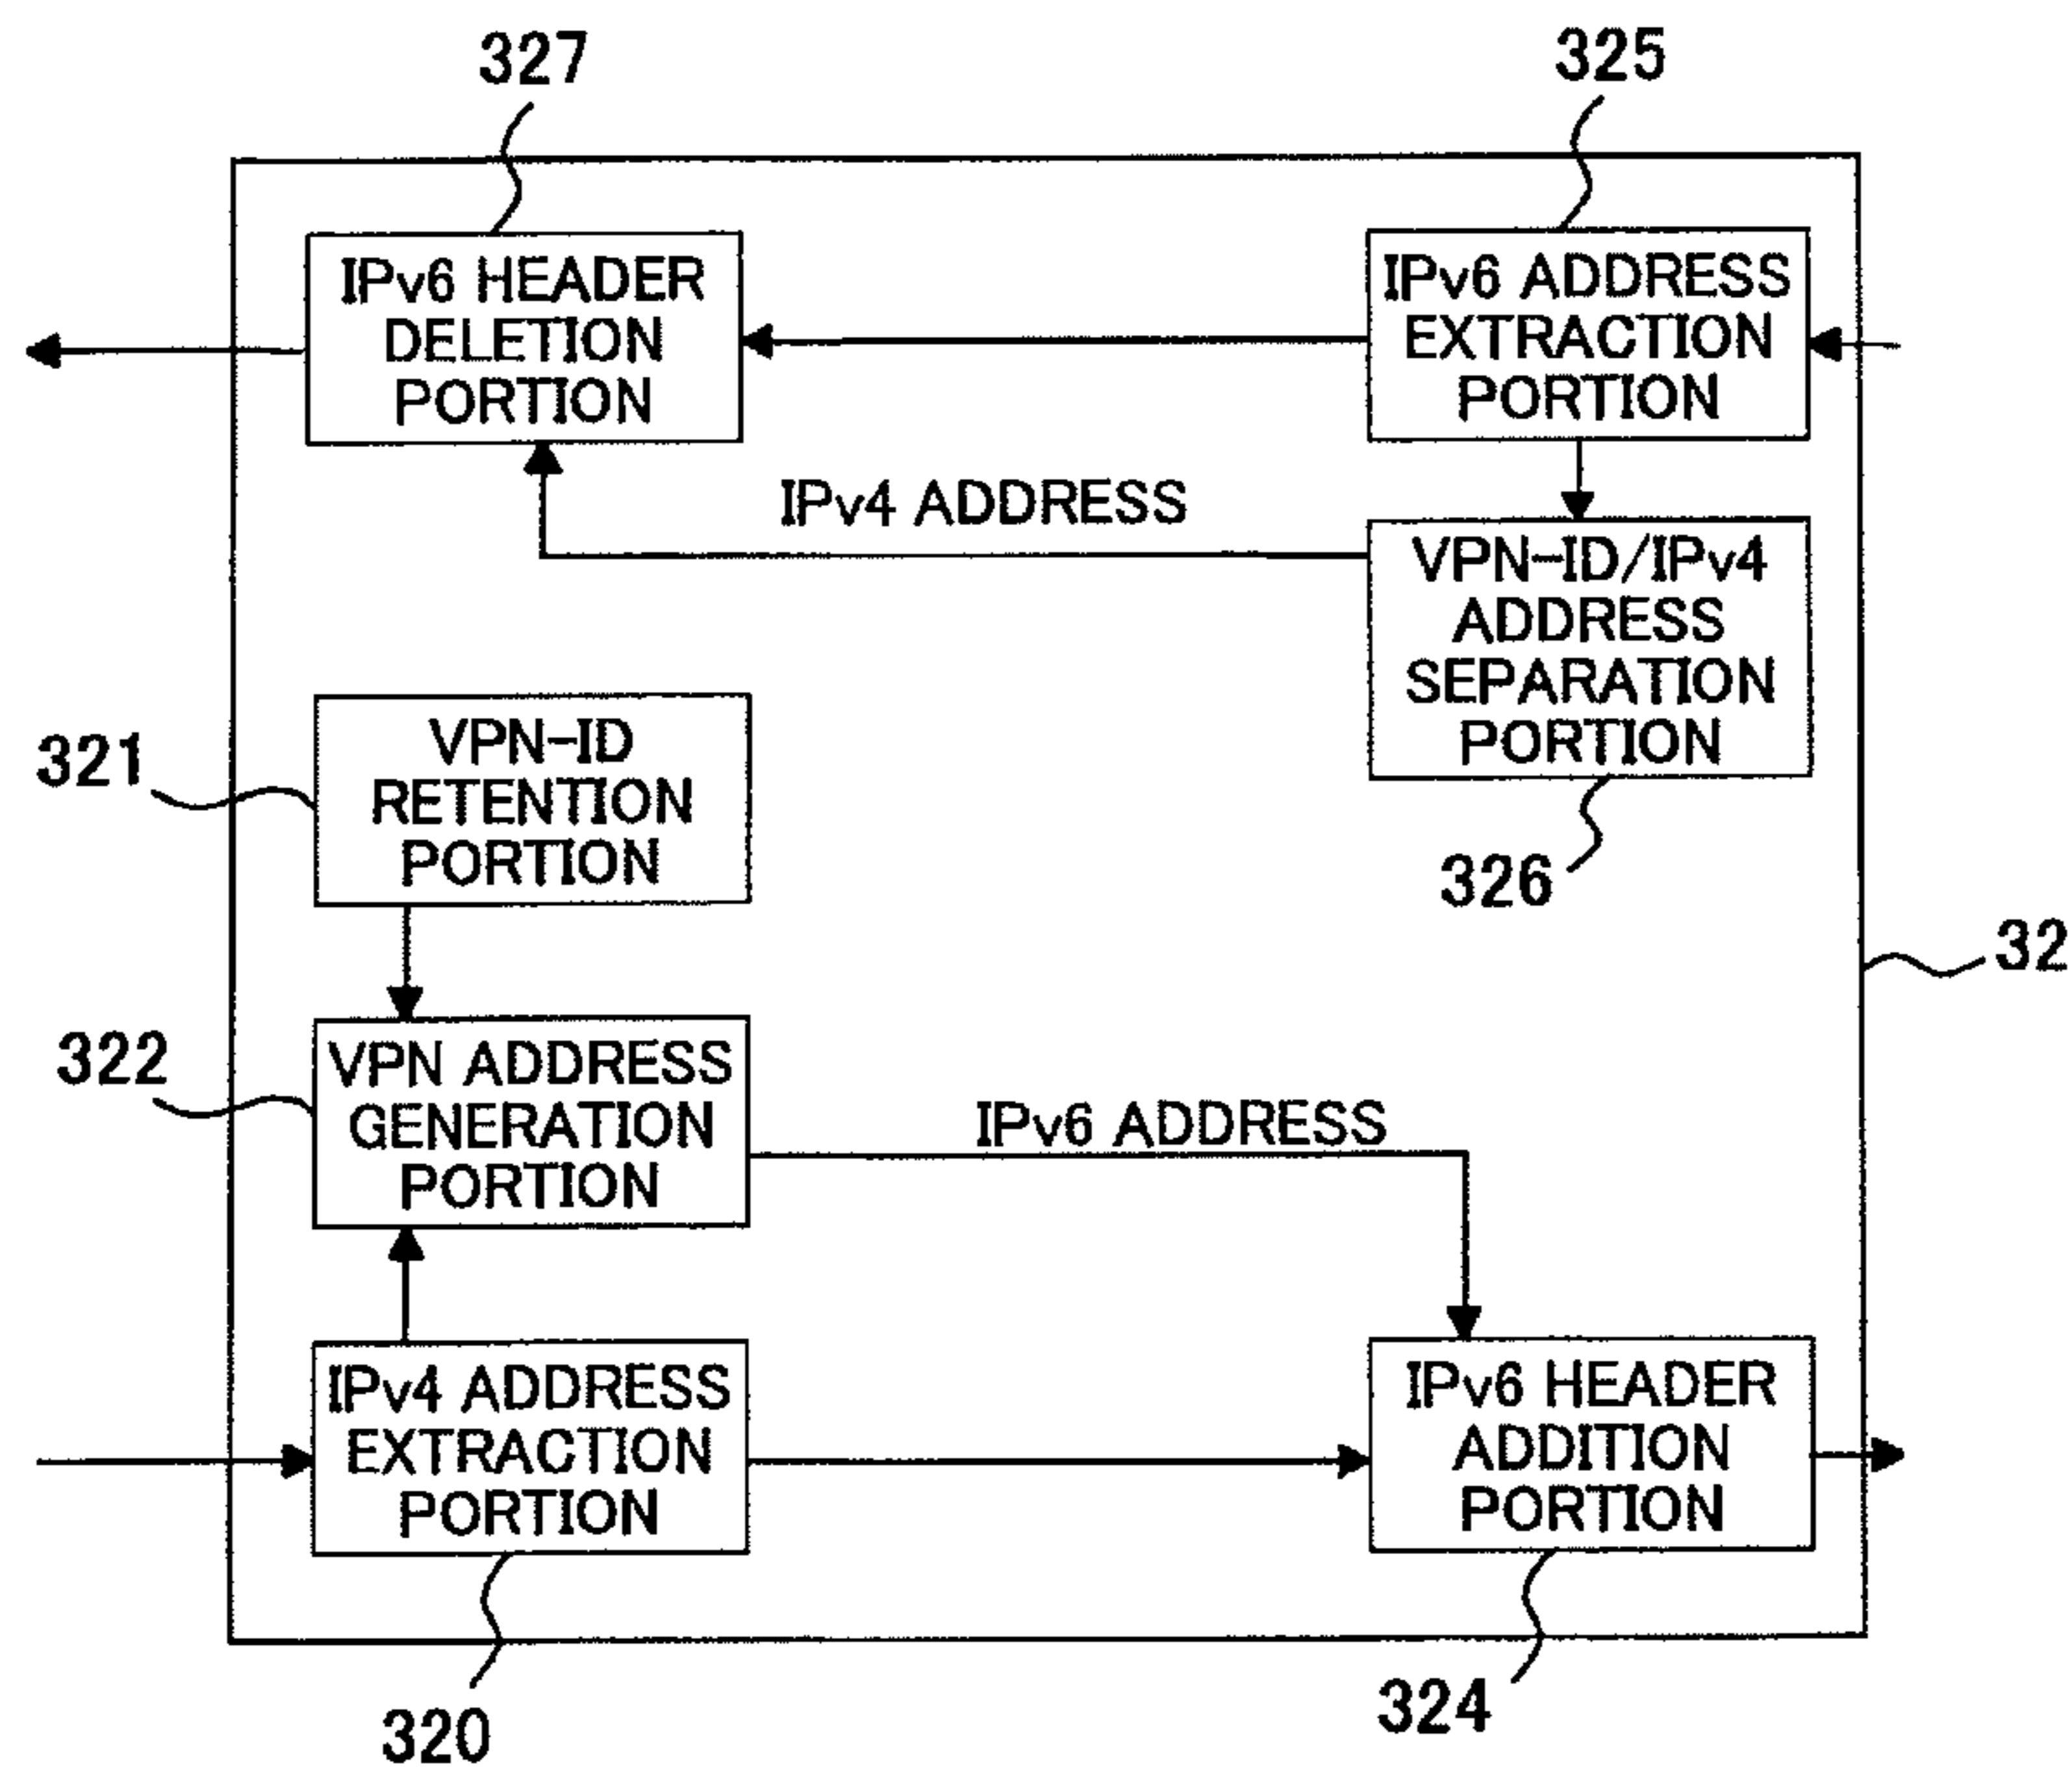 327
325
IPv6 HEADER
DELETION
PORTION
IPv6 ADDRESS
EXTRACTION
PORTION
IPv4 ADDRESS
VPN-ID/IPv4
ADDRESS
SEPARATION
PORTION
321
VPN-ID
RETENTION
PORTION
326
32
322
VPN ADDRESS
GENERATION
PORTION
IPv6 ADDRESS
IPv4 ADDRESS
EXTRACTION
PORTION
IPv6 HEADER
ADDITION
PORTION
320
324